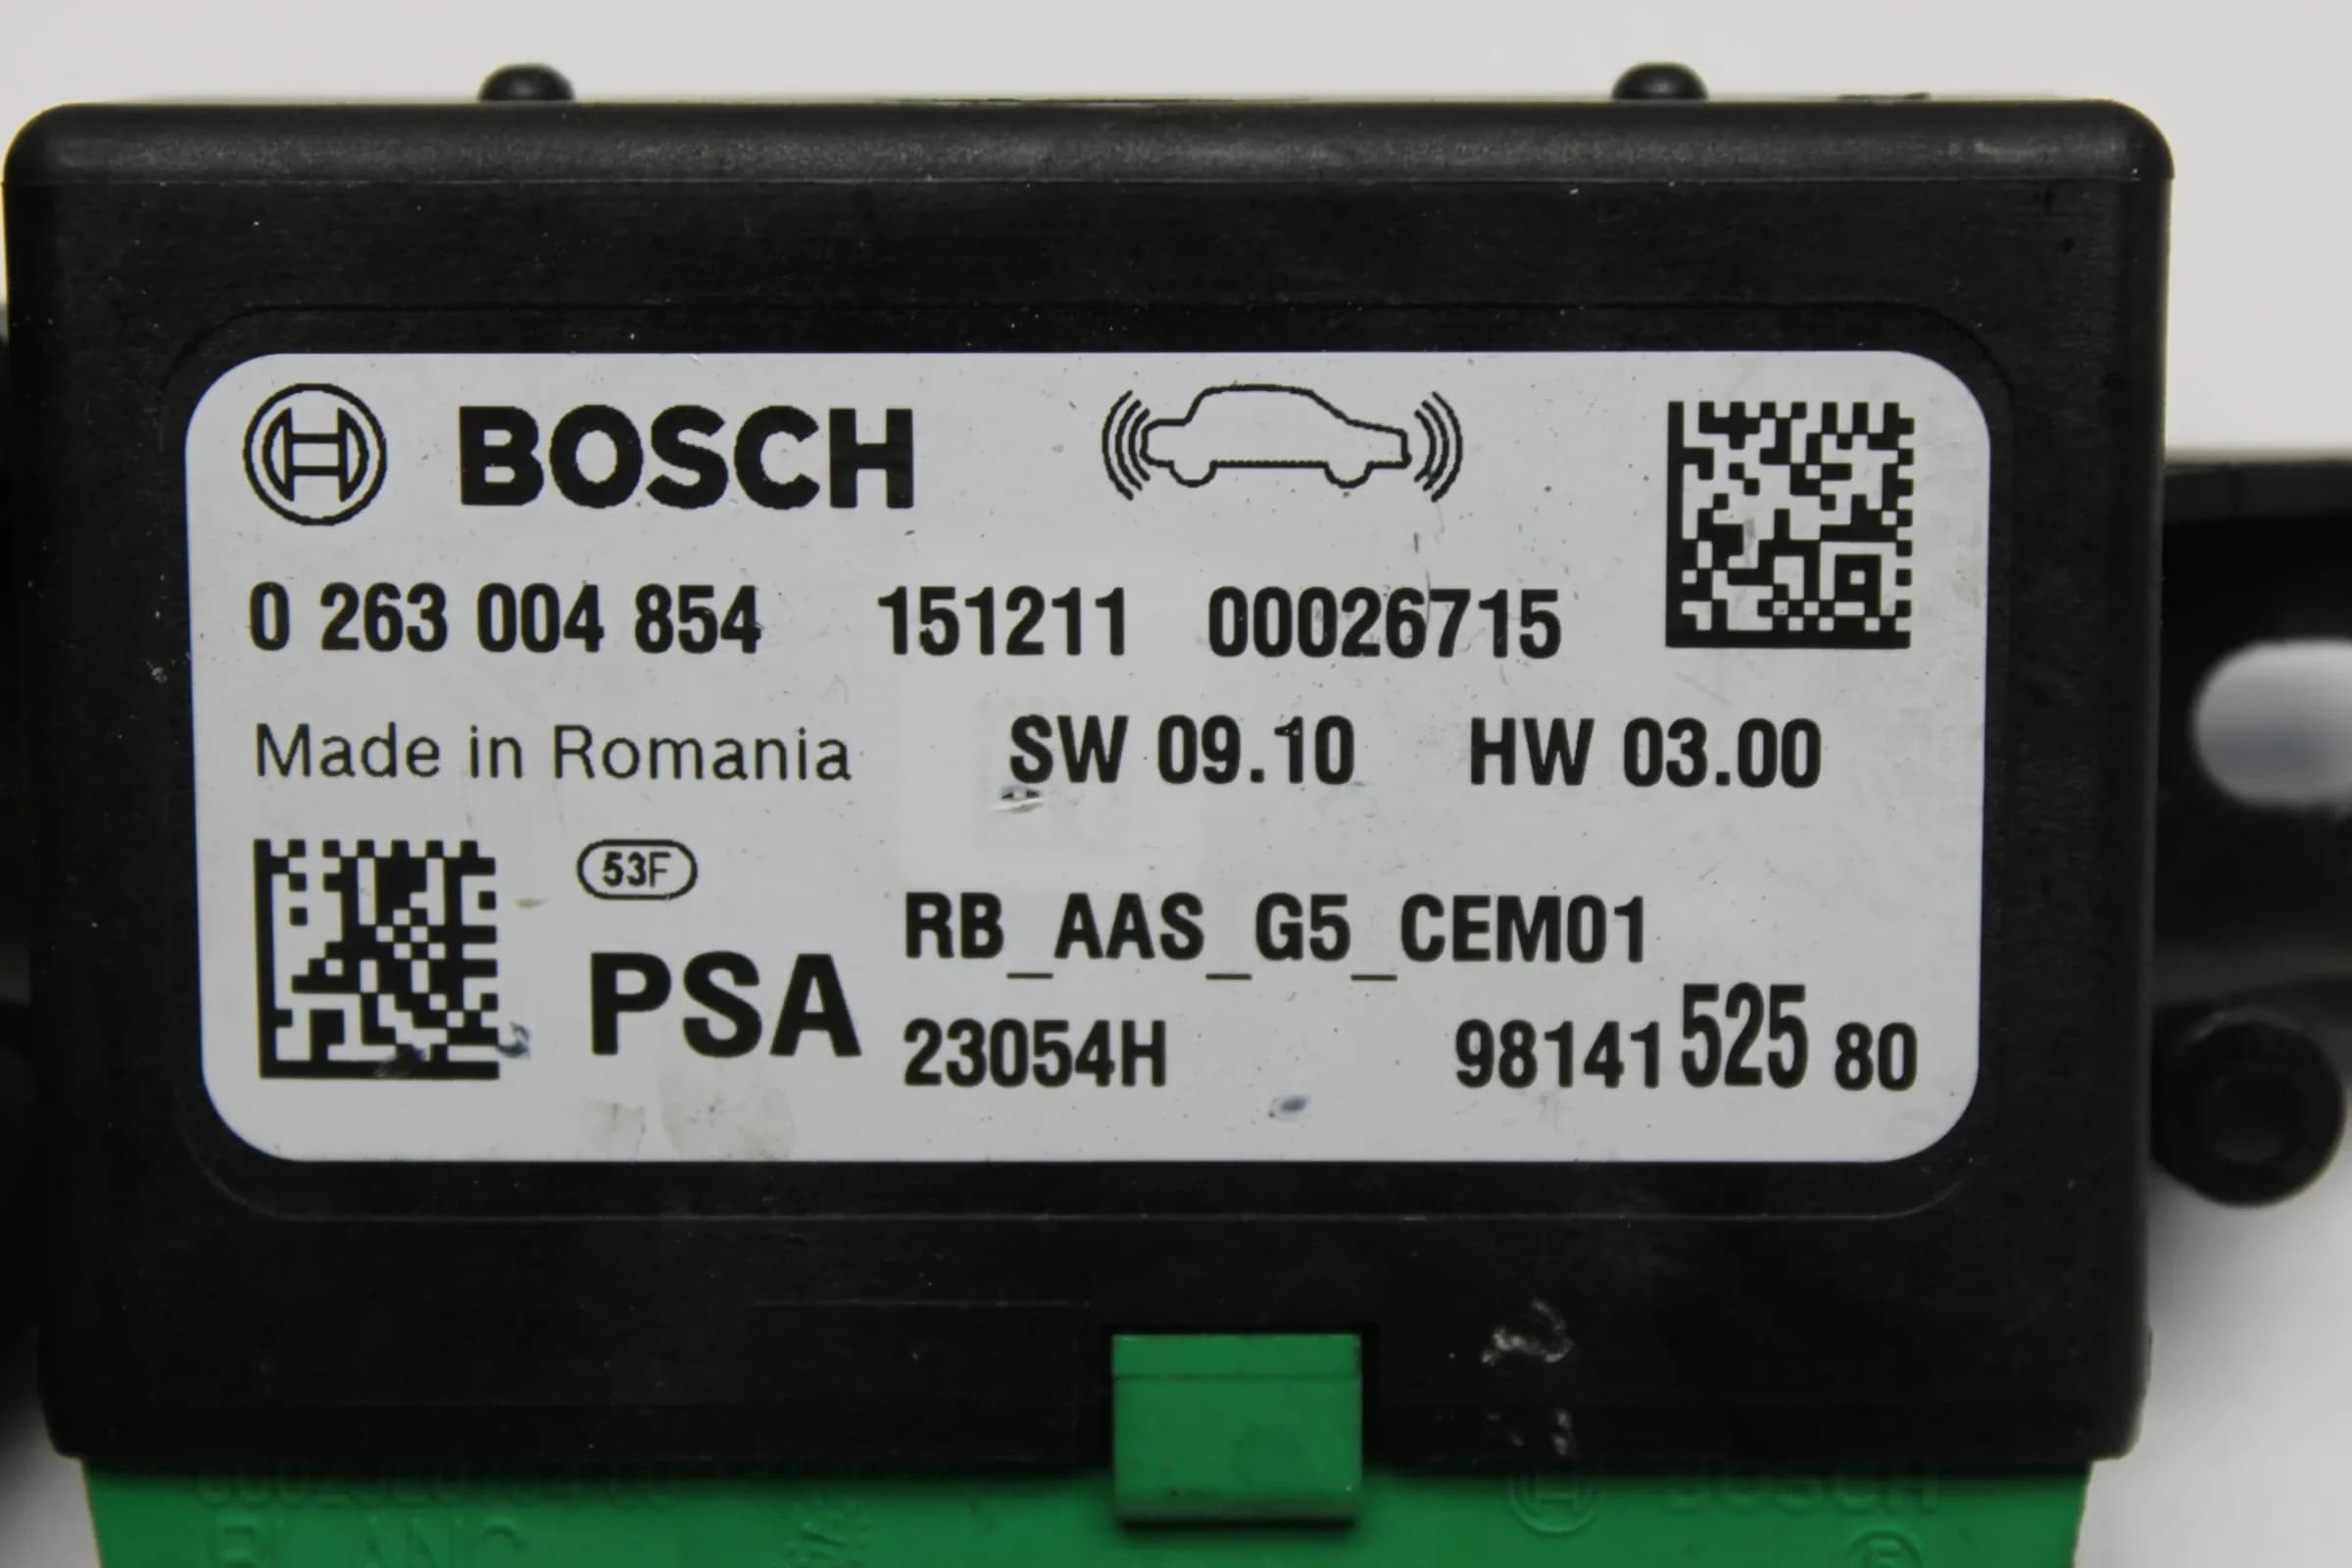 BOSCH
0 263 004 854 151211 00026715
Made in Romania SW 09.10 HW 03.00
53F
PSA RB_AAS_G5_CEM01
23054H 98141 525 80